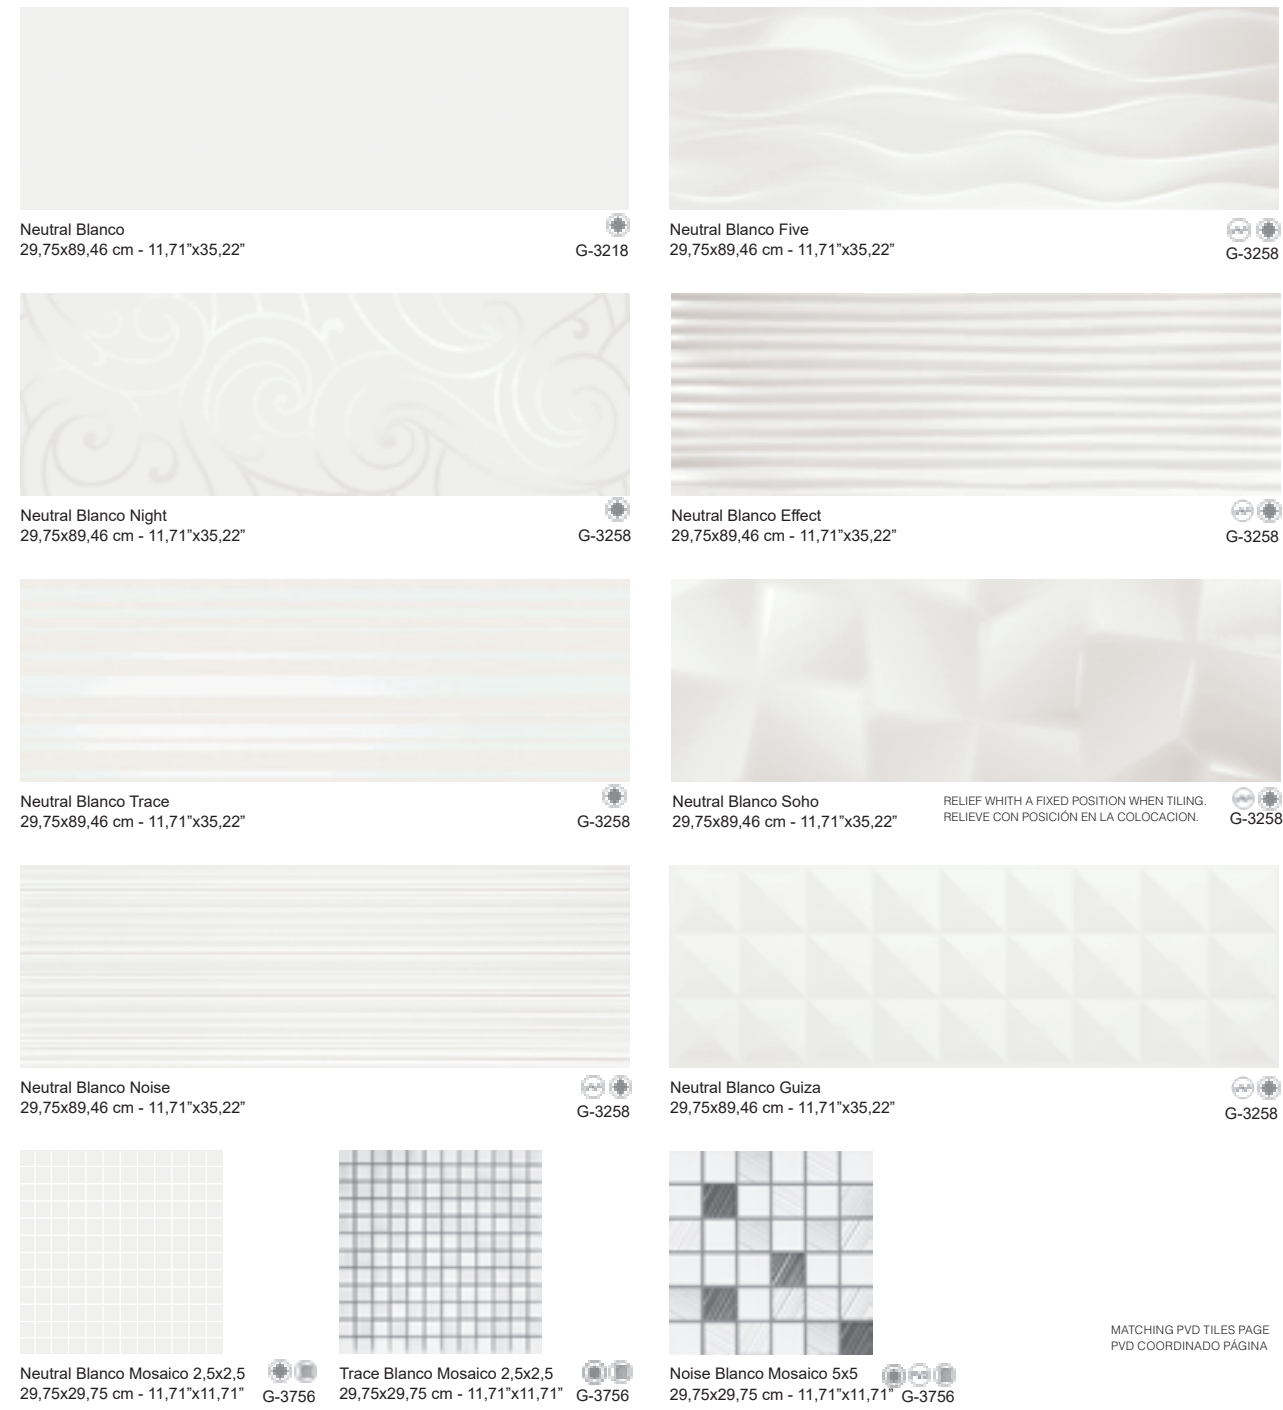 Neutral Blanco
29,75x89,46 cm - 11,71”x35,22”
G-3218
Neutral Blanco Five
29,75x89,46 cm - 11,71”x35,22”
G-3258
Neutral Blanco Night
29,75x89,46 cm - 11,71”x35,22”
G-3258
Neutral Blanco Effect
29,75x89,46 cm - 11,71”x35,22”
G-3258
Neutral Blanco Trace
29,75x89,46 cm - 11,71”x35,22”
G-3258
Neutral Blanco Soho
29,75x89,46 cm - 11,71”x35,22”
RELIEF WHITH A FIXED POSITION WHEN TILING.
RELIEVE CON POSICIÓN EN LA COLOCACION.
G-3258
Neutral Blanco Noise
29,75x89,46 cm - 11,71”x35,22”
G-3258
Neutral Blanco Guiza
29,75x89,46 cm - 11,71”x35,22”
G-3258
Neutral Blanco Mosaico 2,5x2,5
29,75x29,75 cm - 11,71”x11,71”
G-3756
Trace Blanco Mosaico 2,5x2,5
29,75x29,75 cm - 11,71”x11,71”
G-3756
Noise Blanco Mosaico 5x5
29,75x29,75 cm - 11,71”x11,71”
G-3756
MATCHING PVD TILES PAGE
PVD COORDINADO PÁGINA